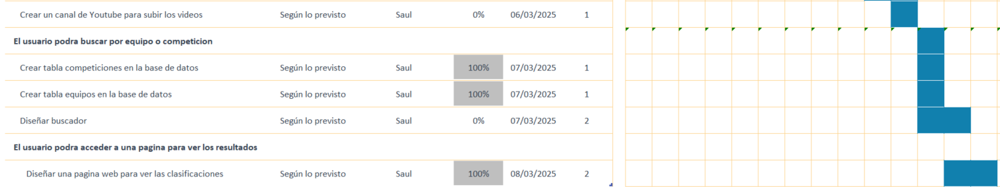 Crear un canal de Youtube para subir los videos Según lo previsto Saul 0% 06/03/2025 1
El usuario podra buscar por equipo o competicion
Crear tabla competiciones en la base de datos Según lo previsto Saul 100% 07/03/2025 1
Crear tabla equipos en la base de datos Según lo previsto Saul 100% 07/03/2025 1
Diseñar buscador Según lo previsto Saul 0% 07/03/2025 2
El usuario podra acceder a una pagina para ver los resultados
Diseñar una pagina web para ver las clasificaciones Según lo previsto Saul 100% 08/03/2025 2